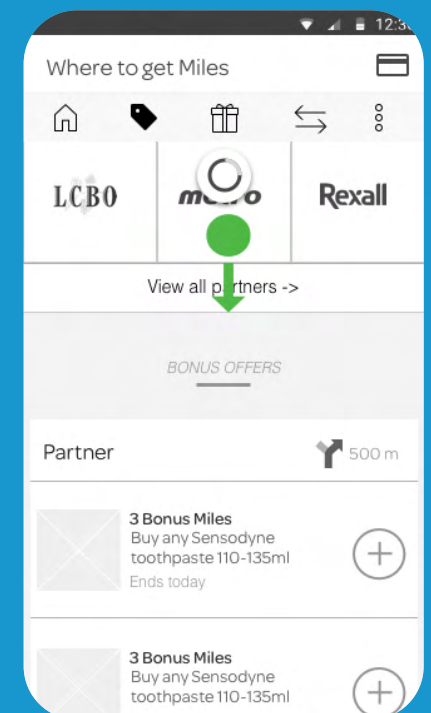 12:3
Where to get Miles
LCBO
metro
Rexall
View all partners ->
BONUS OFFERS
Partner
500 m
3 Bonus Miles
Buy any Sensodyne
toothpaste 110-135ml
Ends today
3 Bonus Miles
Buy any Sensodyne
toothpaste 110-135ml